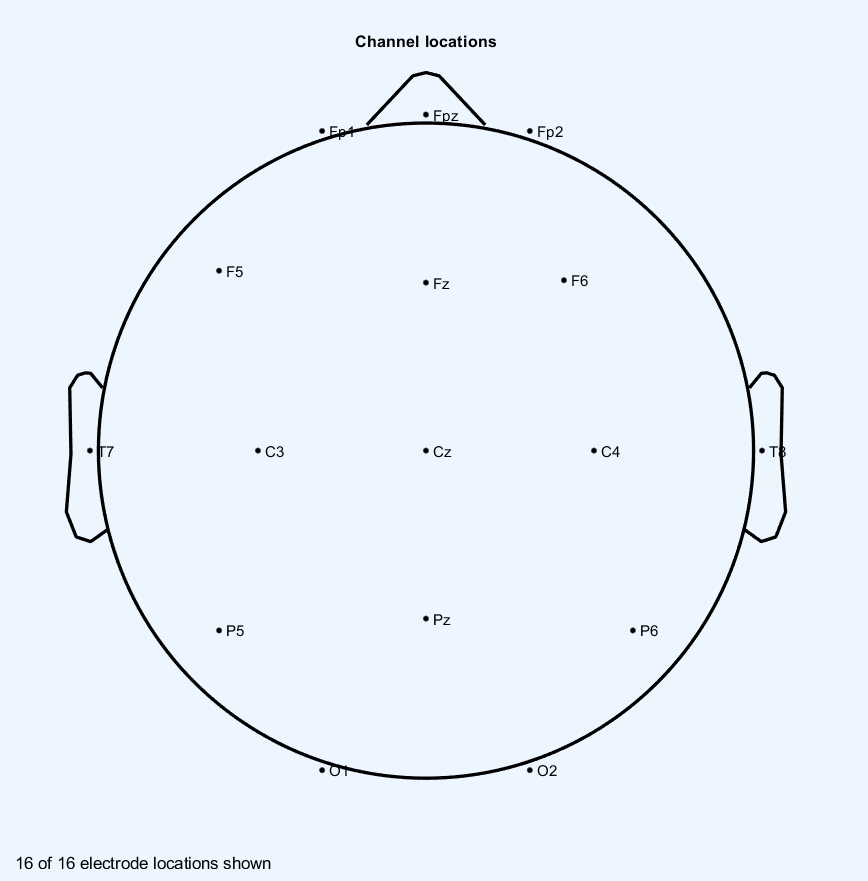 Channel locations
Fpz
Fp1
Fp2
F5
Fz
F6
T7
C3
Cz
C4
T8
P5
Pz
P6
O1
O2
16 of 16 electrode locations shown